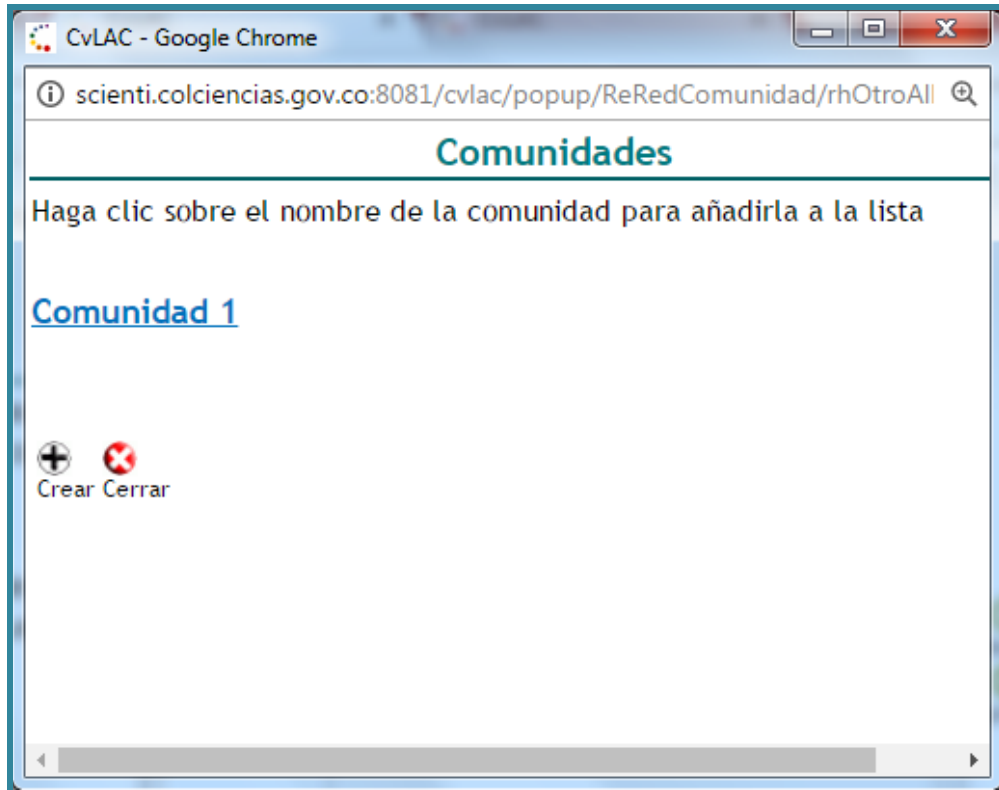 CvLAC - Google Chrome
scienti.colciencias.gov.co:8081/cvlac/popup/ReRedComunidad/rhOtroAll
Comunidades
Haga clic sobre el nombre de la comunidad para añadirla a la lista
Comunidad 1
Crear Cerrar